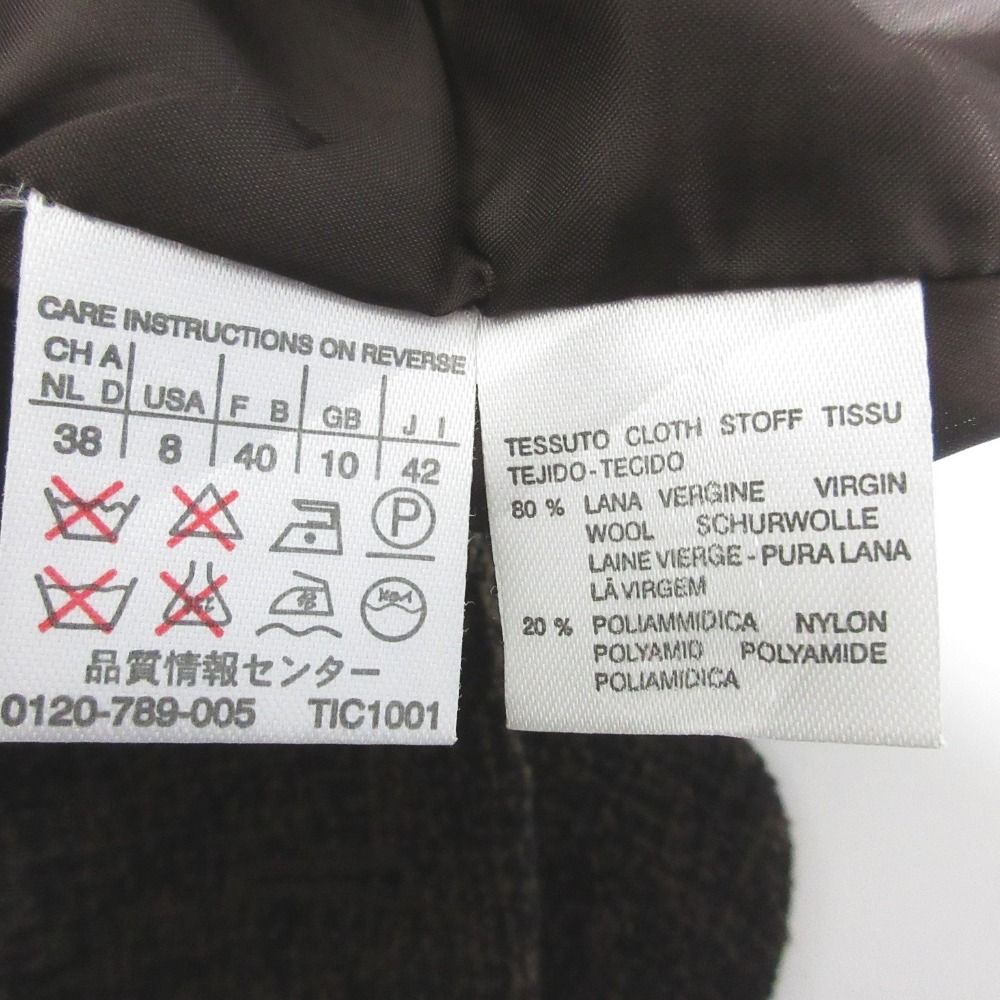 CARE INSTRUCTIONS ON REVERSE
CH A
NL D USA F B GB J I
38 8 40 10 42
P
品質情報センター
0120-789-005 TIC1001
TESSUTO CLOTH STOFF TISSU
TEJIDO-TECIDO
80 % LANA VERGINE VIRGIN
WOOL SCHURWOLLE
LAINE VIERGE - PURA LANA
LÃ VIRGEM
20 % POLIAMMIDICA NYLON
POLYAMID POLYAMIDE
POLIAMIDICA